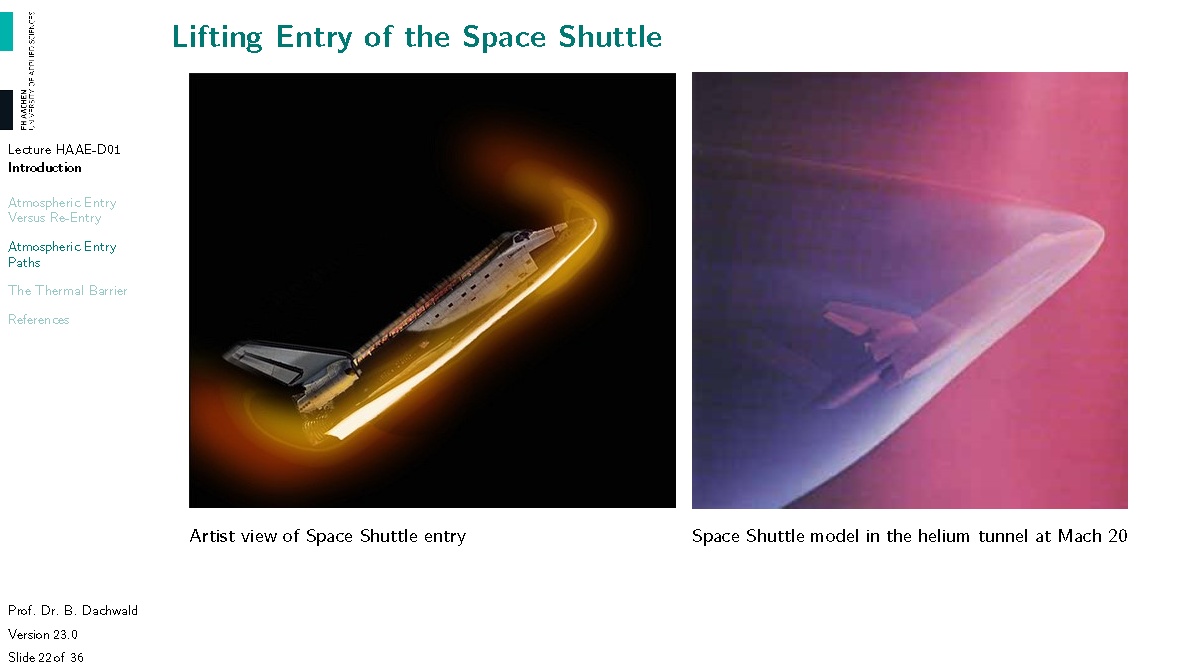 Lifting Entry of the Space Shuttle
FH AACHEN
UNIVERSITY OF APPLIED SCIENCES
Lecture HAAE-D01
Introduction
Atmospheric Entry
Versus Re-Entry
Atmospheric Entry
Paths
The Thermal Barrier
References
Artist view of Space Shuttle entry
Space Shuttle model in the helium tunnel at Mach 20
Prof. Dr. B. Dachwald
Version 23.0
Slide 22 of 36